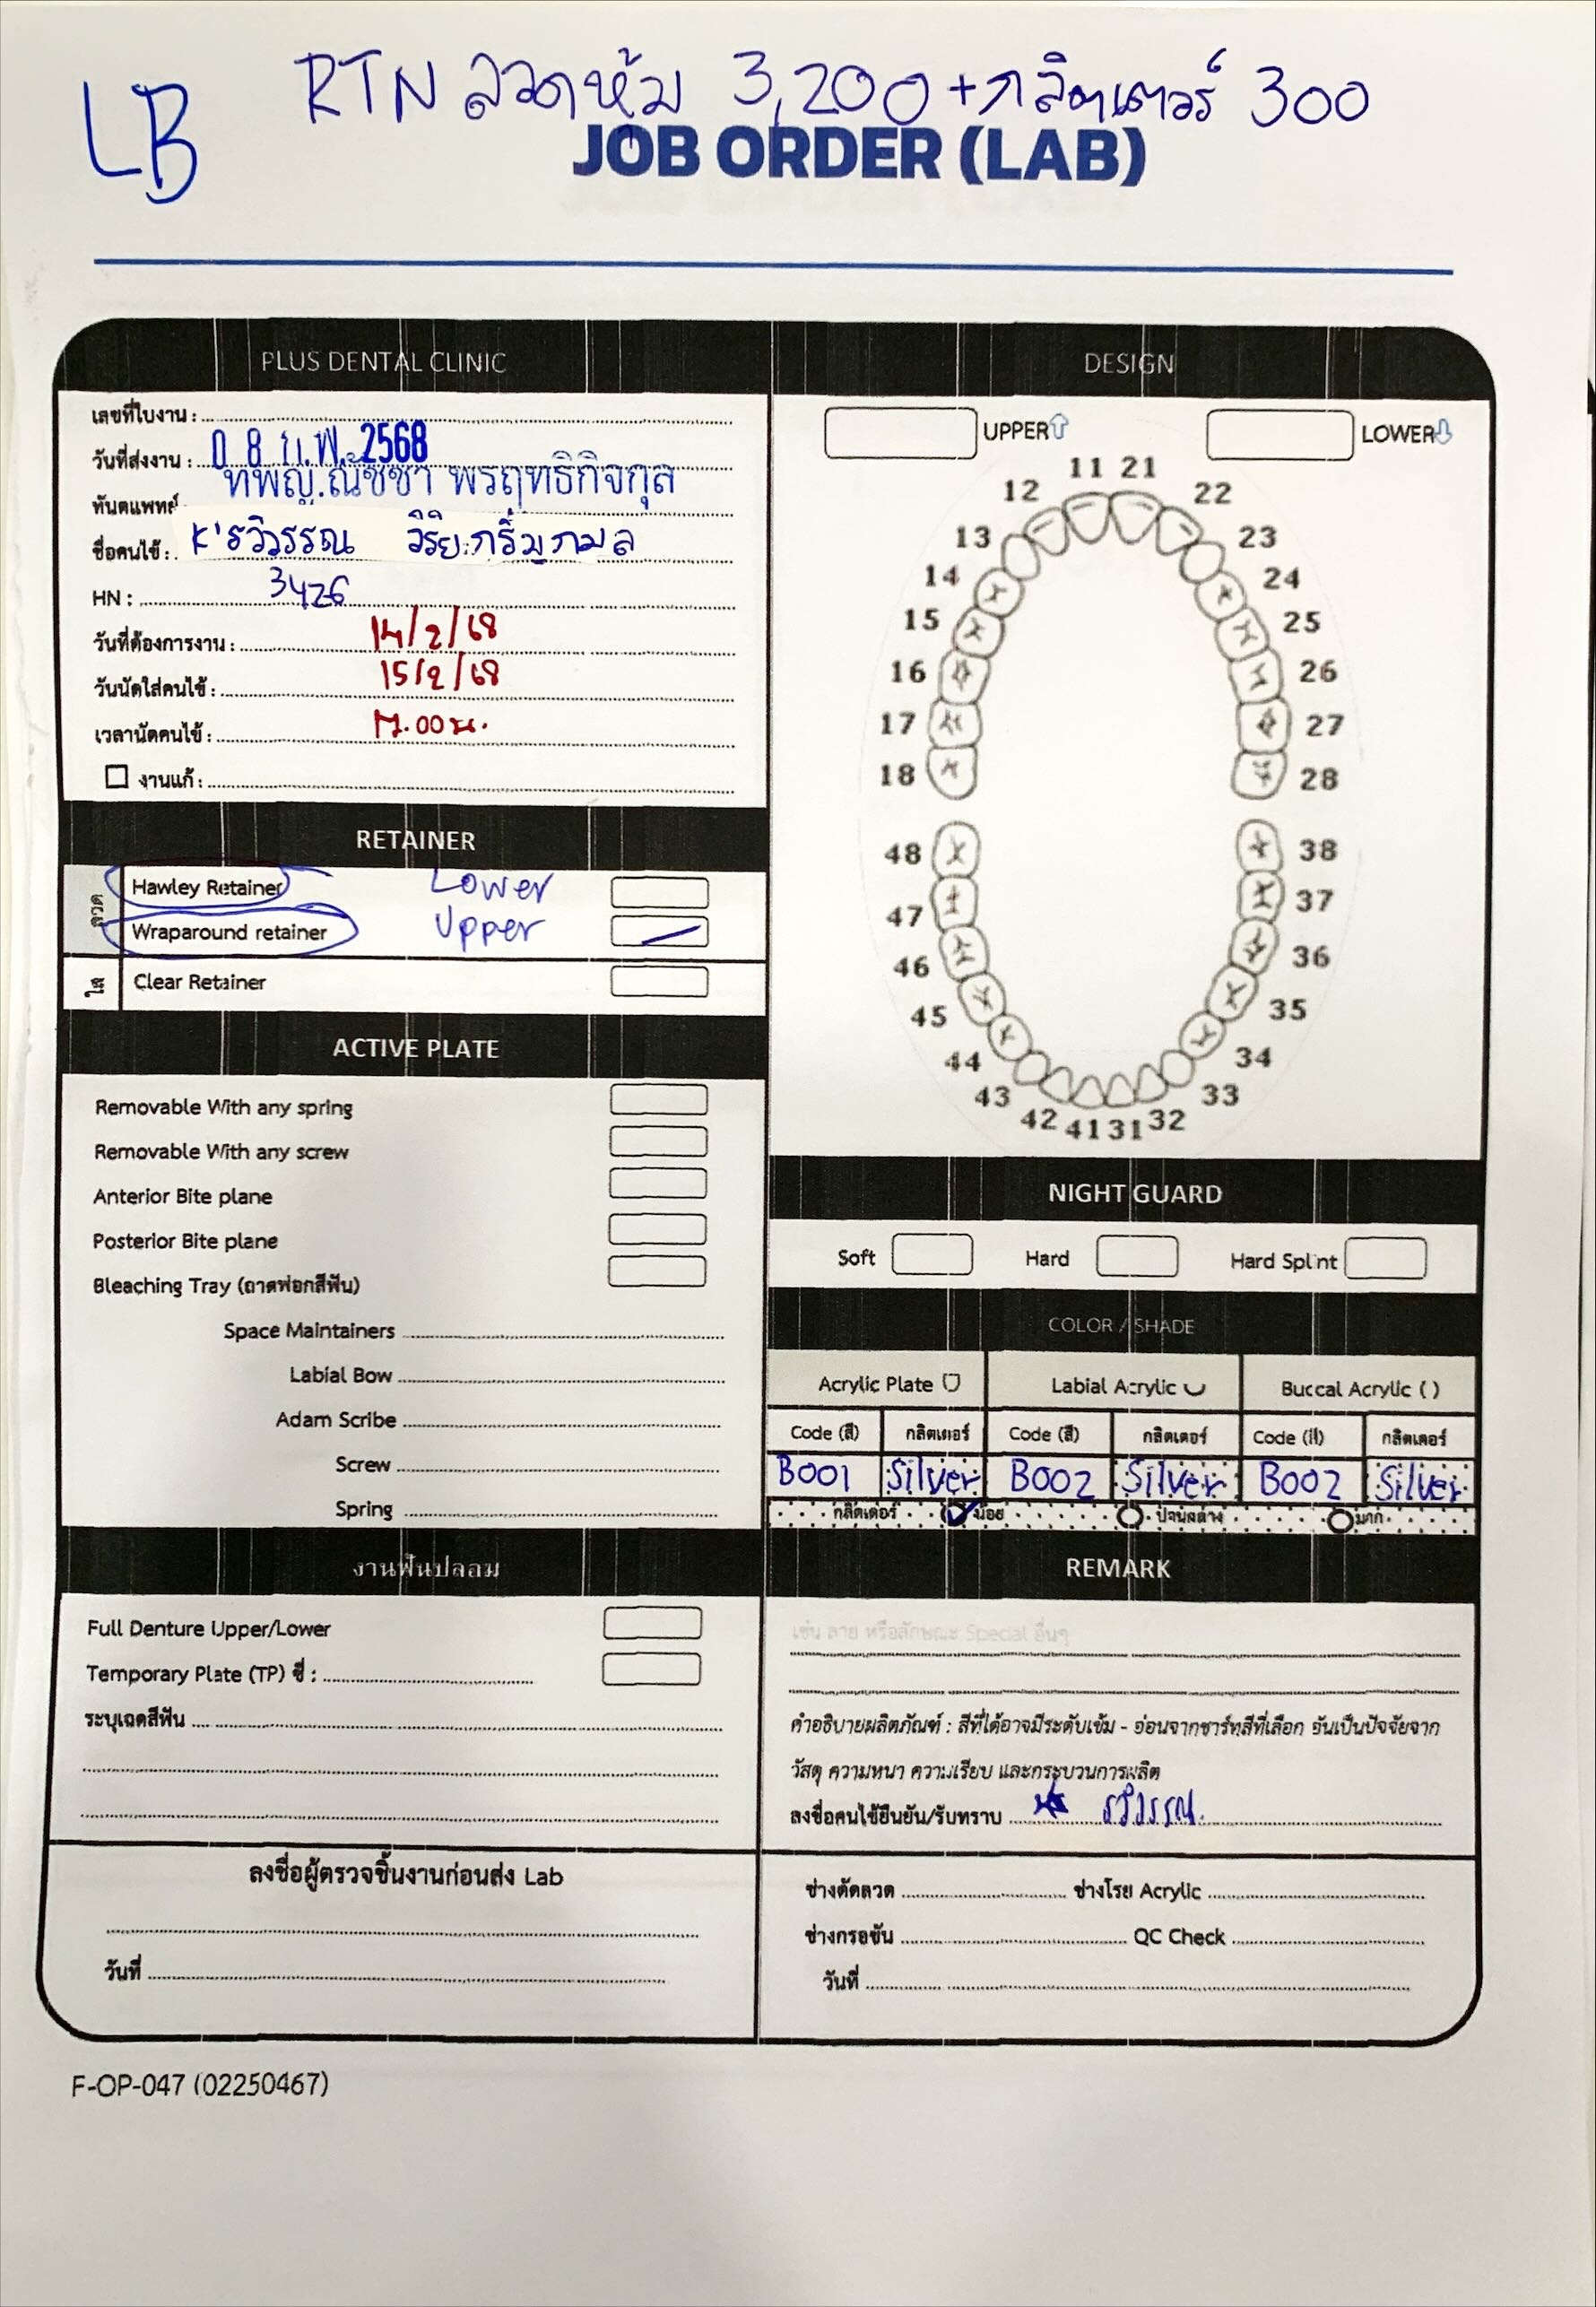 LB RTN ลวดหุ้ม 3,200 + กลิตเตอร์ 300
JOB ORDER (LAB)
PLUS DENTAL CLINIC
เลขที่ใบงาน :
วันที่ส่งงาน : 0 8 ก.พ. 2568
ทันตแพทย์ ทพญ.ณัชชา พรฤทธิกิจกุล
ชื่อคนไข้ : K'รวิวรรณ
HN : 3426
วันที่ต้องการงาน : 14/2/68
วันนัดใส่คนไข้ : 15/2/68
เวลานัดคนไข้ : 17.00 น.
งานแก้ :
RETAINER
ลวด
Hawley Retainer Lower
Wraparound retainer Upper
ใส
Clear Retainer
ACTIVE PLATE
Removable With any spring
Removable With any screw
Anterior Bite plane
Posterior Bite plane
Bleaching Tray (ถาดฟอกสีฟัน)
Space Maintainers
Labial Bow
Adam Scribe
Screw
Spring
งานฟันปลอม
Full Denture Upper/Lower
Temporary Plate (TP) ซี่ :
ระบุเฉดสีฟัน
ลงชื่อผู้ตรวจชิ้นงานก่อนส่ง Lab
วันที่
DESIGN
UPPER LOWER
11 21
12 22
13 23
14 24
15 25
16 26
17 27
18 28
48 38
47 37
46 36
45 35
44 34
43 33
42 41 31 32
NIGHT GUARD
Soft Hard Hard Splint
COLOR / SHADE
Acrylic Plate Labial Acrylic Buccal Acrylic ( )
Code (สี) กลิตเตอร์ Code (สี) กลิตเตอร์ Code (สี) กลิตเตอร์
B001 Silver B002 Silver B002 Silver
กลิตเตอร์ น้อย ปานกลาง มาก
REMARK
เช่น ลาย หรือลักษณะ Special อื่นๆ
คำอธิบายผลิตภัณฑ์ : สีที่ได้อาจมีระดับเข้ม - อ่อนจากชาร์ทสีที่เลือก อันเป็นปัจจัยจาก
วัสดุ ความหนา ความเรียบ และกระบวนการผลิต
ลงชื่อคนไข้ยืนยัน/รับทราบ รวิวรรณ
ช่างดัดลวด ช่างโรย Acrylic
ช่างกรอขัน QC Check
วันที่
F-OP-047 (02250467)